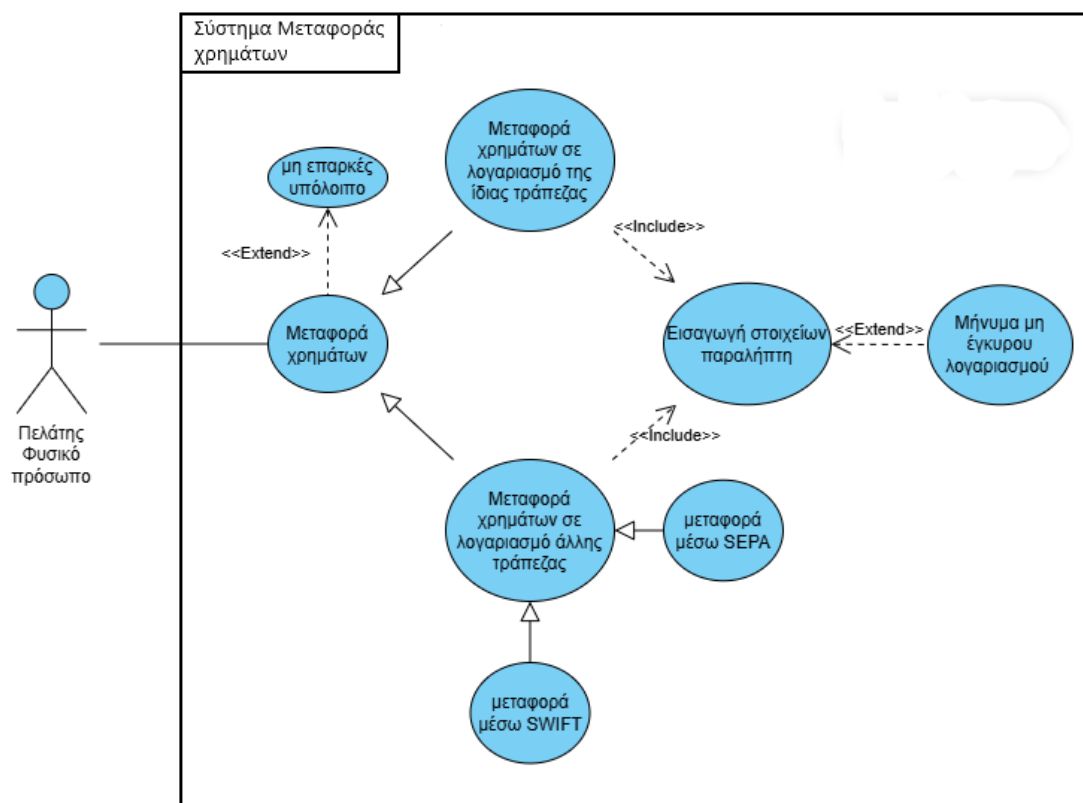 Σύστημα Μεταφοράς
χρημάτων
Μεταφορά
χρημάτων σε
λογαριασμό της
ίδιας τράπεζας
μη επαρκές
υπόλοιπο
<<Extend>>
<<Include>>
Μεταφορά
χρημάτων
Εισαγωγή στοιχείων
παραλήπτη
<<Extend>>
Μήνυμα μη
έγκυρου
λογαριασμού
Πελάτης
Φυσικό
πρόσωπο
<<Include>>
Μεταφορά
χρημάτων σε
λογαριασμό άλλης
τράπεζας
μεταφορά
μέσω SEPA
μεταφορά
μέσω SWIFT